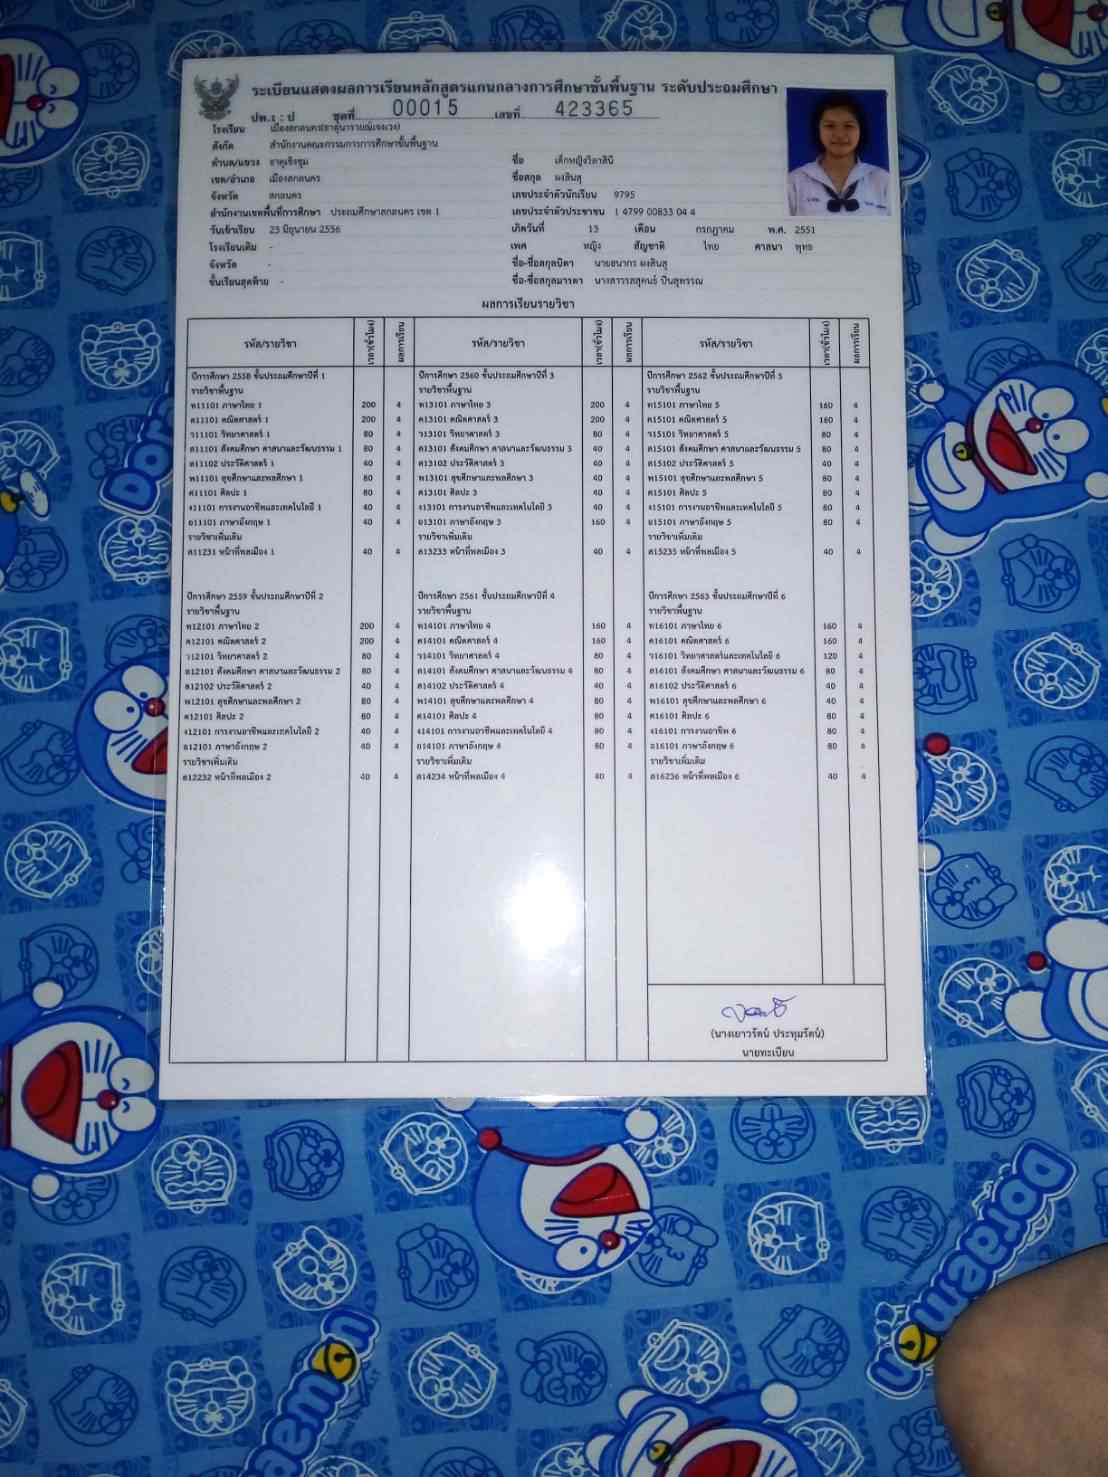 ระเบียนแสดงผลการเรียนหลักสูตรแกนกลางการศึกษาขั้นพื้นฐาน ระดับประถมศึกษา
ปพ.๑ : ป ชุดที่ 00015 เลขที่ 423365
โรงเรียน
สังกัด สำนักงานคณะกรรมการการศึกษาขั้นพื้นฐาน
ตำบล/แขวง ธาตุเชิงชุม
เขต/อำเภอ เมืองสกลนคร
จังหวัด สกลนคร
สำนักงานเขตพื้นที่การศึกษา ประถมศึกษาสกลนคร เขต 1
วันเข้าเรียน 23 มิถุนายน 2556
โรงเรียนเดิม -
จังหวัด -
ชั้นเรียนสุดท้าย -
ชื่อ เด็กหญิงวิลาสินี
ชื่อสกุล ผงสินสุ
เลขประจำตัวนักเรียน 9795
เลขประจำตัวประชาชน 1 4799 00833 04 4
เกิดวันที่ 13 เดือน กรกฎาคม พ.ศ. 2551
เพศ หญิง สัญชาติ ไทย ศาสนา พุทธ
ชื่อ-ชื่อสกุลบิดา นายธนากร ผงสินสุ
ชื่อ-ชื่อสกุลมารดา
ผลการเรียนรายวิชา
รหัส/รายวิชา เวลา(ชั่วโมง) ผลการเรียน
ปีการศึกษา 2558 ชั้นประถมศึกษาปีที่ 1
รายวิชาพื้นฐาน
ท11101 ภาษาไทย 1 200 4
ค11101 คณิตศาสตร์ 1 200 4
ว11101 วิทยาศาสตร์ 1 80 4
ส11101 สังคมศึกษา ศาสนาและวัฒนธรรม 1 80 4
ส11102 ประวัติศาสตร์ 1 40 4
พ11101 สุขศึกษาและพลศึกษา 1 80 4
ศ11101 ศิลปะ 1 80 4
ง11101 การงานอาชีพและเทคโนโลยี 1 40 4
อ11101 ภาษาอังกฤษ 1 40 4
รายวิชาเพิ่มเติม
ส11231 หน้าที่พลเมือง 1 40 4
ปีการศึกษา 2559 ชั้นประถมศึกษาปีที่ 2
รายวิชาพื้นฐาน
ท12101 ภาษาไทย 2 200 4
ค12101 คณิตศาสตร์ 2 200 4
ว12101 วิทยาศาสตร์ 2 80 4
ส12101 สังคมศึกษา ศาสนาและวัฒนธรรม 2 80 4
ส12102 ประวัติศาสตร์ 2 40 4
พ12101 สุขศึกษาและพลศึกษา 2 80 4
ศ12101 ศิลปะ 2 80 4
ง12101 การงานอาชีพและเทคโนโลยี 2 40 4
อ12101 ภาษาอังกฤษ 2 40 4
รายวิชาเพิ่มเติม
ส12232 หน้าที่พลเมือง 2 40 4
รหัส/รายวิชา เวลา(ชั่วโมง) ผลการเรียน
ปีการศึกษา 2560 ชั้นประถมศึกษาปีที่ 3
รายวิชาพื้นฐาน
ท13101 ภาษาไทย 3 200 4
ค13101 คณิตศาสตร์ 3 200 4
ว13101 วิทยาศาสตร์ 3 80 4
ส13101 สังคมศึกษา ศาสนาและวัฒนธรรม 3 40 4
ส13102 ประวัติศาสตร์ 3 40 4
พ13101 สุขศึกษาและพลศึกษา 3 40 4
ศ13101 ศิลปะ 3 40 4
ง13101 การงานอาชีพและเทคโนโลยี 3 40 4
อ13101 ภาษาอังกฤษ 3 160 4
รายวิชาเพิ่มเติม
ส13233 หน้าที่พลเมือง 3 40 4
ปีการศึกษา 2561 ชั้นประถมศึกษาปีที่ 4
รายวิชาพื้นฐาน
ท14101 ภาษาไทย 4 160 4
ค14101 คณิตศาสตร์ 4 160 4
ว14101 วิทยาศาสตร์ 4 80 4
ส14101 สังคมศึกษา ศาสนาและวัฒนธรรม 4 80 4
ส14102 ประวัติศาสตร์ 4 40 4
พ14101 สุขศึกษาและพลศึกษา 4 80 4
ศ14101 ศิลปะ 4 80 4
ง14101 การงานอาชีพและเทคโนโลยี 4 80 4
อ14101 ภาษาอังกฤษ 4 80 4
รายวิชาเพิ่มเติม
ส14234 หน้าที่พลเมือง 4 40 4
รหัส/รายวิชา เวลา(ชั่วโมง) ผลการเรียน
ปีการศึกษา 2562 ชั้นประถมศึกษาปีที่ 5
รายวิชาพื้นฐาน
ท15101 ภาษาไทย 5 160 4
ค15101 คณิตศาสตร์ 5 160 4
ว15101 วิทยาศาสตร์ 5 80 4
ส15101 สังคมศึกษา ศาสนาและวัฒนธรรม 5 80 4
ส15102 ประวัติศาสตร์ 5 40 4
พ15101 สุขศึกษาและพลศึกษา 5 80 4
ศ15101 ศิลปะ 5 80 4
ง15101 การงานอาชีพและเทคโนโลยี 5 80 4
อ15101 ภาษาอังกฤษ 5 80 4
รายวิชาเพิ่มเติม
ส15235 หน้าที่พลเมือง 5 40 4
ปีการศึกษา 2563 ชั้นประถมศึกษาปีที่ 6
รายวิชาพื้นฐาน
ท16101 ภาษาไทย 6 160 4
ค16101 คณิตศาสตร์ 6 160 4
ว16101 วิทยาศาสตร์และเทคโนโลยี 6 120 4
ส16101 สังคมศึกษา ศาสนาและวัฒนธรรม 6 80 4
ส16102 ประวัติศาสตร์ 6 40 4
พ16101 สุขศึกษาและพลศึกษา 6 40 4
ศ16101 ศิลปะ 6 80 4
ง16101 การงานอาชีพ 6 80 4
อ16101 ภาษาอังกฤษ 6 80 4
รายวิชาเพิ่มเติม
ส16236 หน้าที่พลเมือง 6 40 4
(นางเยาวรัตน์ ประทุมรัตน์)
นายทะเบียน
Doraemon
Doraemon